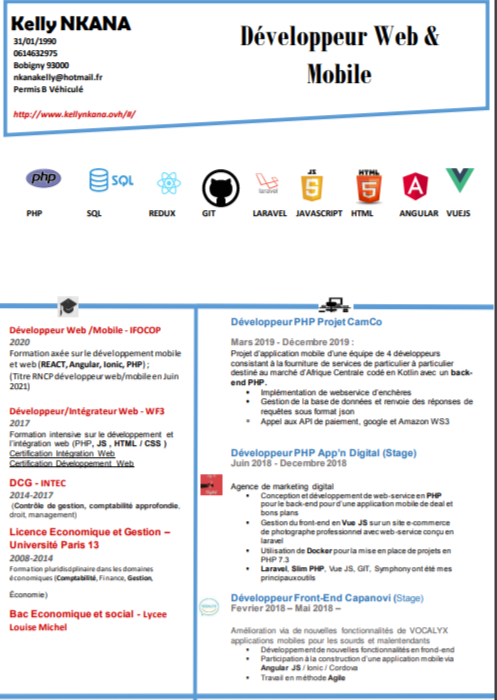 Kelly NKANA
31/01/1990
0614632975
Bobigny 93000
nkanakelly@hotmail.fr
Permis B Véhiculé
http://www.kellynkana.ovh/#/
Développeur Web &
Mobile
php
SQL
laravel
JS
HTML
PHP SQL REDUX GIT LARAVEL JAVASCRIPT HTML ANGULAR VUEJS
Développeur Web /Mobile - IFOCOP
2020
Formation axée sur le développement mobile
et web (REACT, Angular, Ionic, PHP) ;
(Titre RNCP développeur web/mobile en Juin
2021)
Développeur/Intégrateur Web - WF3
2017
Formation intensive sur le développement et
l'intégration web (PHP, JS , HTML / CSS )
Certification Intégration Web
Certification Développement Web
DCG - INTEC
2014-2017
(Contrôle de gestion, comptabilité approfondie,
droit, management)
Licence Economique et Gestion –
Université Paris 13
2008-2014
Formation pluridisdplinaire dans les domaines
économiques (Comptabilité, Finance, Gestion,
Économie)
Bac Economique et social - Lycee
Louise Michel
Développeur PHP Projet CamCo
Mars 2019 - Décembre 2019 :
Projet d'application mobile d'une équipe de 4 développeurs
consistant à la fourniture de services de particulier à particulier
destiné au marché d'Afrique Centrale codé en Kotlin avec un back-
end PHP.
• Implémentation de webservice d'enchères
• Gestion de la base de données et renvoie des réponses de
requêtes sous format json
• Appel aux API de paiement, google et Amazon WS3
Développeur PHP App'n Digital (Stage)
Juin 2018 - Decembre 2018
Agence de marketing digital
• Conception et développement de web-service en PHP
pour le back-end pour d'une application mobile de deal et
bons plans
• Gestion du front-end en Vue JS sur un site e-commerce
de photographe professionnel avec web-service conçu en
laravel
• Utilisation de Docker pour la mise en place de projets en
PHP 7.3
• Laravel, Slim PHP, Vue JS, GIT, Symphony ont été mes
principaux outils
Développeur Front-End Capanovi (Stage)
Fevrier 2018 – Mai 2018 –
Amélioration via de nouvelles fonctionnalités de VOCALYX
applications mobiles pour les sourds et malentendants
• Développement de nouvelles fonctionnalités en frond-end
• Participation à la construction d'une application mobile via
Angular JS / Ionic / Cordova
• Travail en méthode Agile